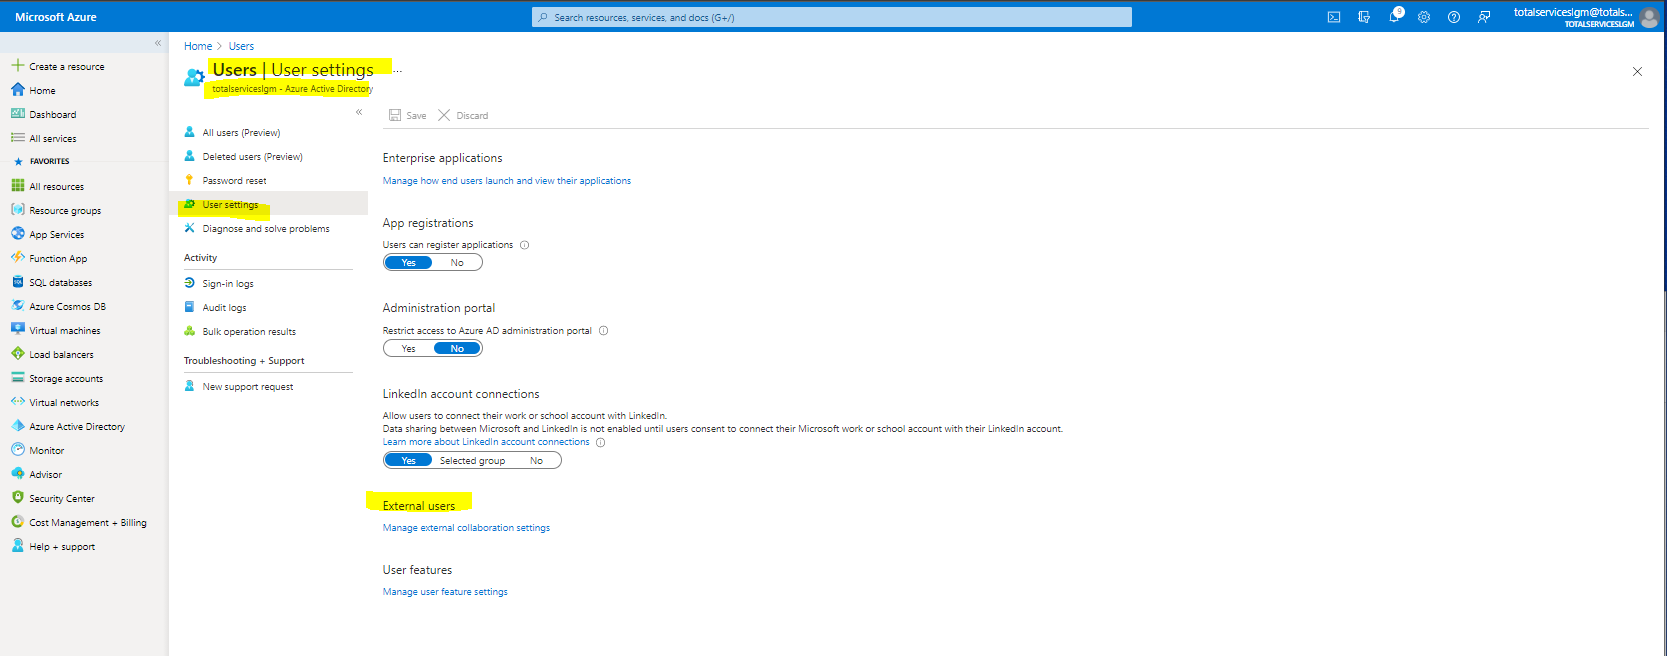 Microsoft Azure
Search resources, services, and docs (G+/)
9
totalserviceslgm@totals...
TOTALSERVICESLGM
«
Create a resource
Home
Dashboard
All services
FAVORITES
All resources
Resource groups
App Services
Function App
SQL databases
Azure Cosmos DB
Virtual machines
Load balancers
Storage accounts
Virtual networks
Azure Active Directory
Monitor
Advisor
Security Center
Cost Management + Billing
Help + support
Home > Users
Users | User settings ...
totalserviceslgm - Azure Active Directory
«
All users (Preview)
Deleted users (Preview)
Password reset
User settings
Diagnose and solve problems
Activity
Sign-in logs
Audit logs
Bulk operation results
Troubleshooting + Support
New support request
Save Discard
Enterprise applications
Manage how end users launch and view their applications
App registrations
Users can register applications
Yes No
Administration portal
Restrict access to Azure AD administration portal
Yes No
LinkedIn account connections
Allow users to connect their work or school account with LinkedIn.
Data sharing between Microsoft and LinkedIn is not enabled until users consent to connect their Microsoft work or school account with their LinkedIn account.
Learn more about LinkedIn account connections
Yes Selected group No
External users
Manage external collaboration settings
User features
Manage user feature settings